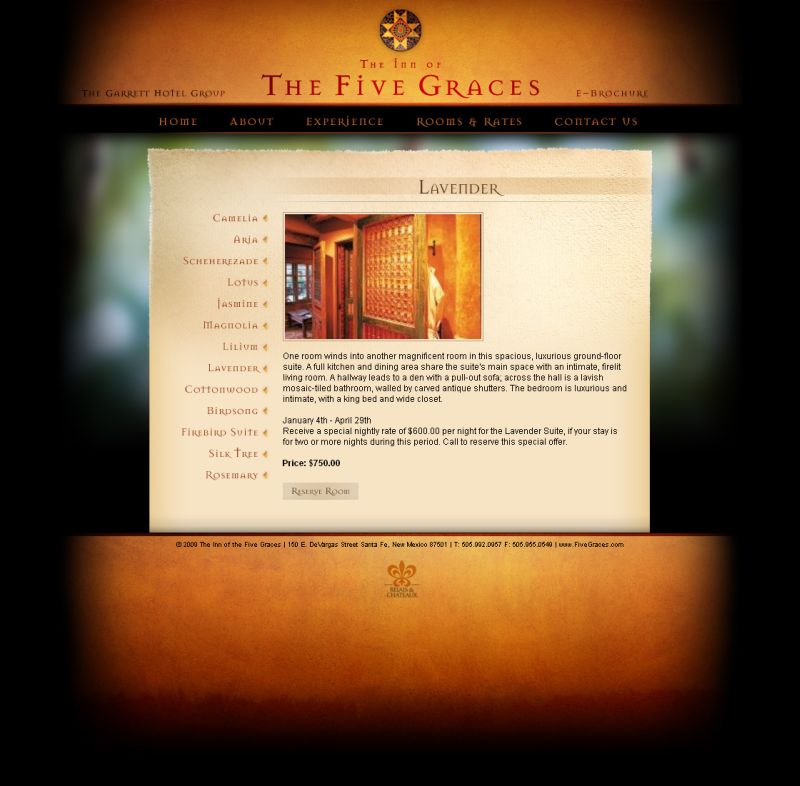 The Inn of
The Five Graces
The Garrett Hotel Group
E-Brochure
Home About Experience Rooms & Rates Contact Us
Lavender
Camelia
Aria
Scheherezade
Lotus
Jasmine
Magnolia
Lilium
Lavender
Cottonwood
Birdsong
Firebird Suite
Silk Tree
Rosemary
One room winds into another magnificent room in this spacious, luxurious ground-floor
suite. A full kitchen and dining area share the suite's main space with an intimate, firelit
living room. A hallway leads to a den with a pull-out sofa; across the hall is a lavish
mosaic-tiled bathroom, walled by carved antique shutters. The bedroom is luxurious and
intimate, with a king bed and wide closet.
January 4th - April 29th
Receive a special nightly rate of $600.00 per night for the Lavender Suite, if your stay is
for two or more nights during this period. Call to reserve this special offer.
Price: $750.00
Reserve Room
© 2009 The Inn of the Five Graces | 150 E. DeVargas Street Santa Fe, New Mexico 87501 | T: 505.992.0957 F: 505.955.0549 | www.FiveGraces.com
Relais &
Chateaux